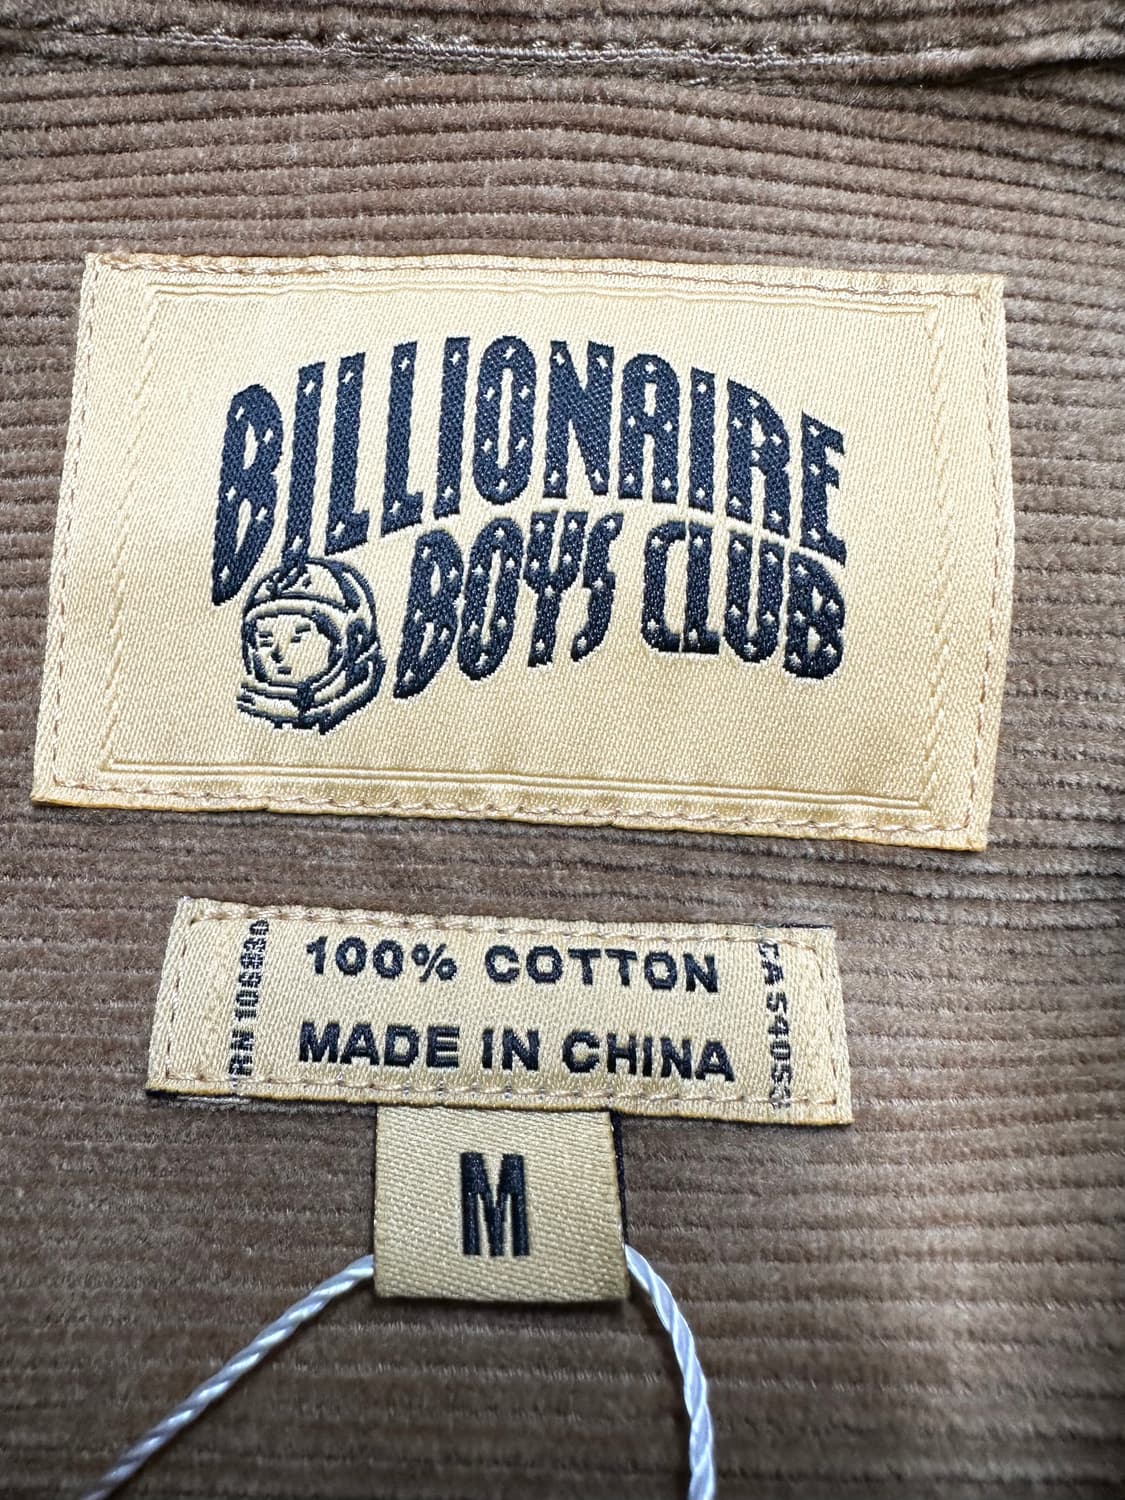 BILLIONAIRE
BOYS CLUB
100% COTTON
MADE IN CHINA
M